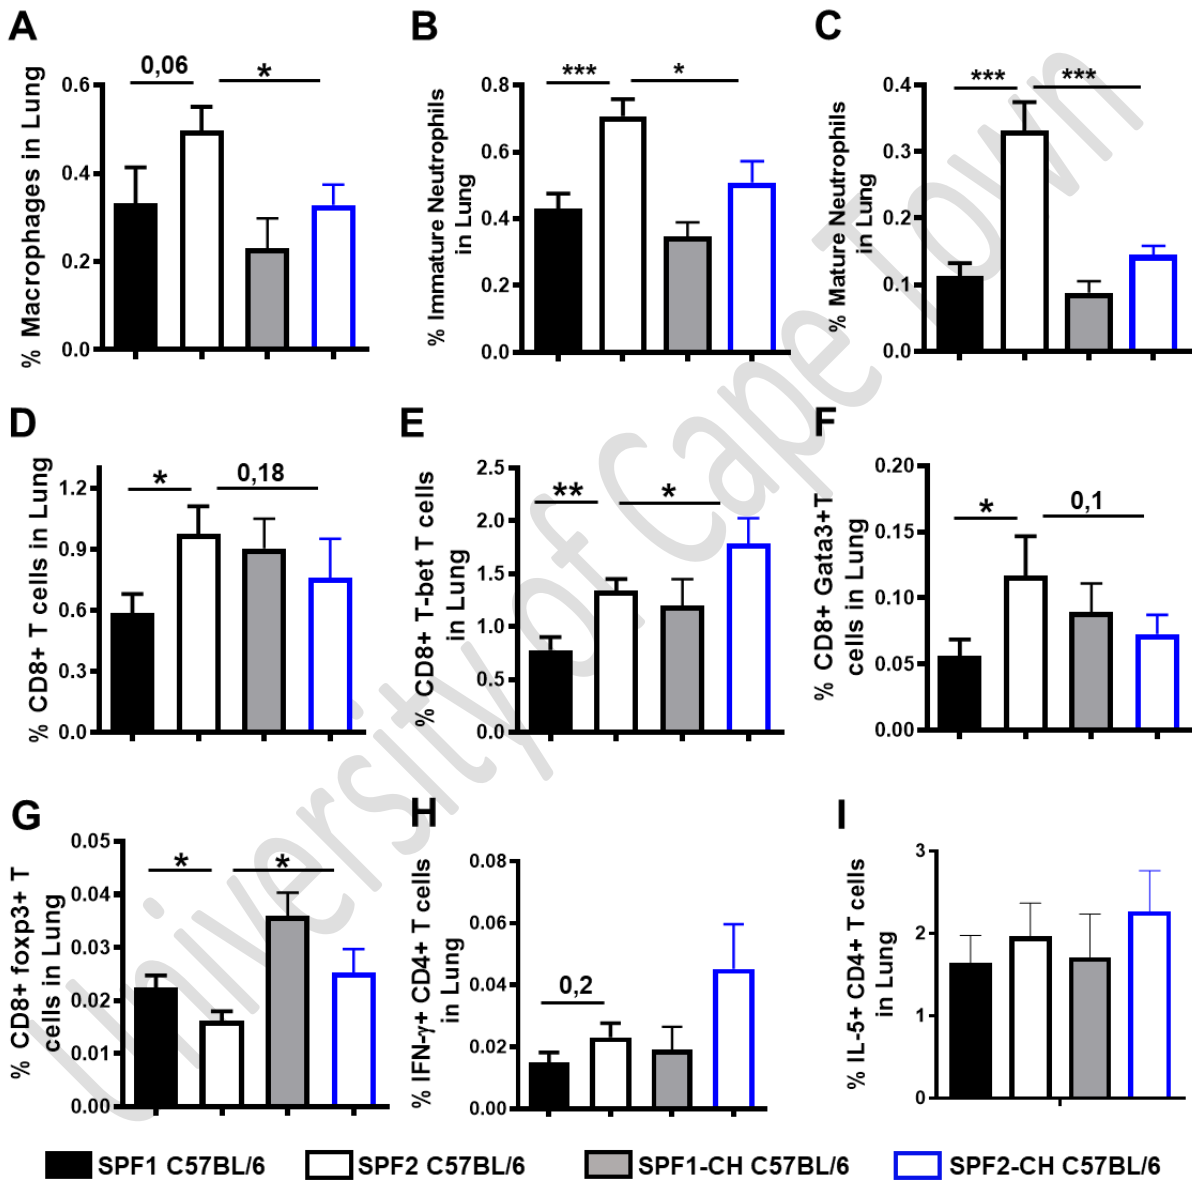 A
0,06
*
% Macrophages in Lung
0.6
0.4
0.2
0.0
B
***
*
% Immature Neutrophils
in Lung
0.8
0.6
0.4
0.2
0.0
C
***
***
% Mature Neutrophils
in Lung
0.4
0.3
0.2
0.1
0.0
D
*
0,18
% CD8+ T cells in Lung
1.2
0.9
0.6
0.3
0.0
E
**
*
% CD8+ T-bet T cells
in Lung
2.5
2.0
1.5
1.0
0.5
0.0
F
*
0,1
% CD8+ Gata3+T
cells in Lung
0.20
0.15
0.10
0.05
0.00
G
*
*
% CD8+ foxp3+ T
cells in Lung
0.05
0.04
0.03
0.02
0.01
0.00
H
0,2
% IFN-γ+ CD4+ T cells
in Lung
0.08
0.06
0.04
0.02
0.00
I
% IL-5+ CD4+ T cells
in Lung
3
2
1
0
SPF1 C57BL/6
SPF2 C57BL/6
SPF1-CH C57BL/6
SPF2-CH C57BL/6
University of Cape Town